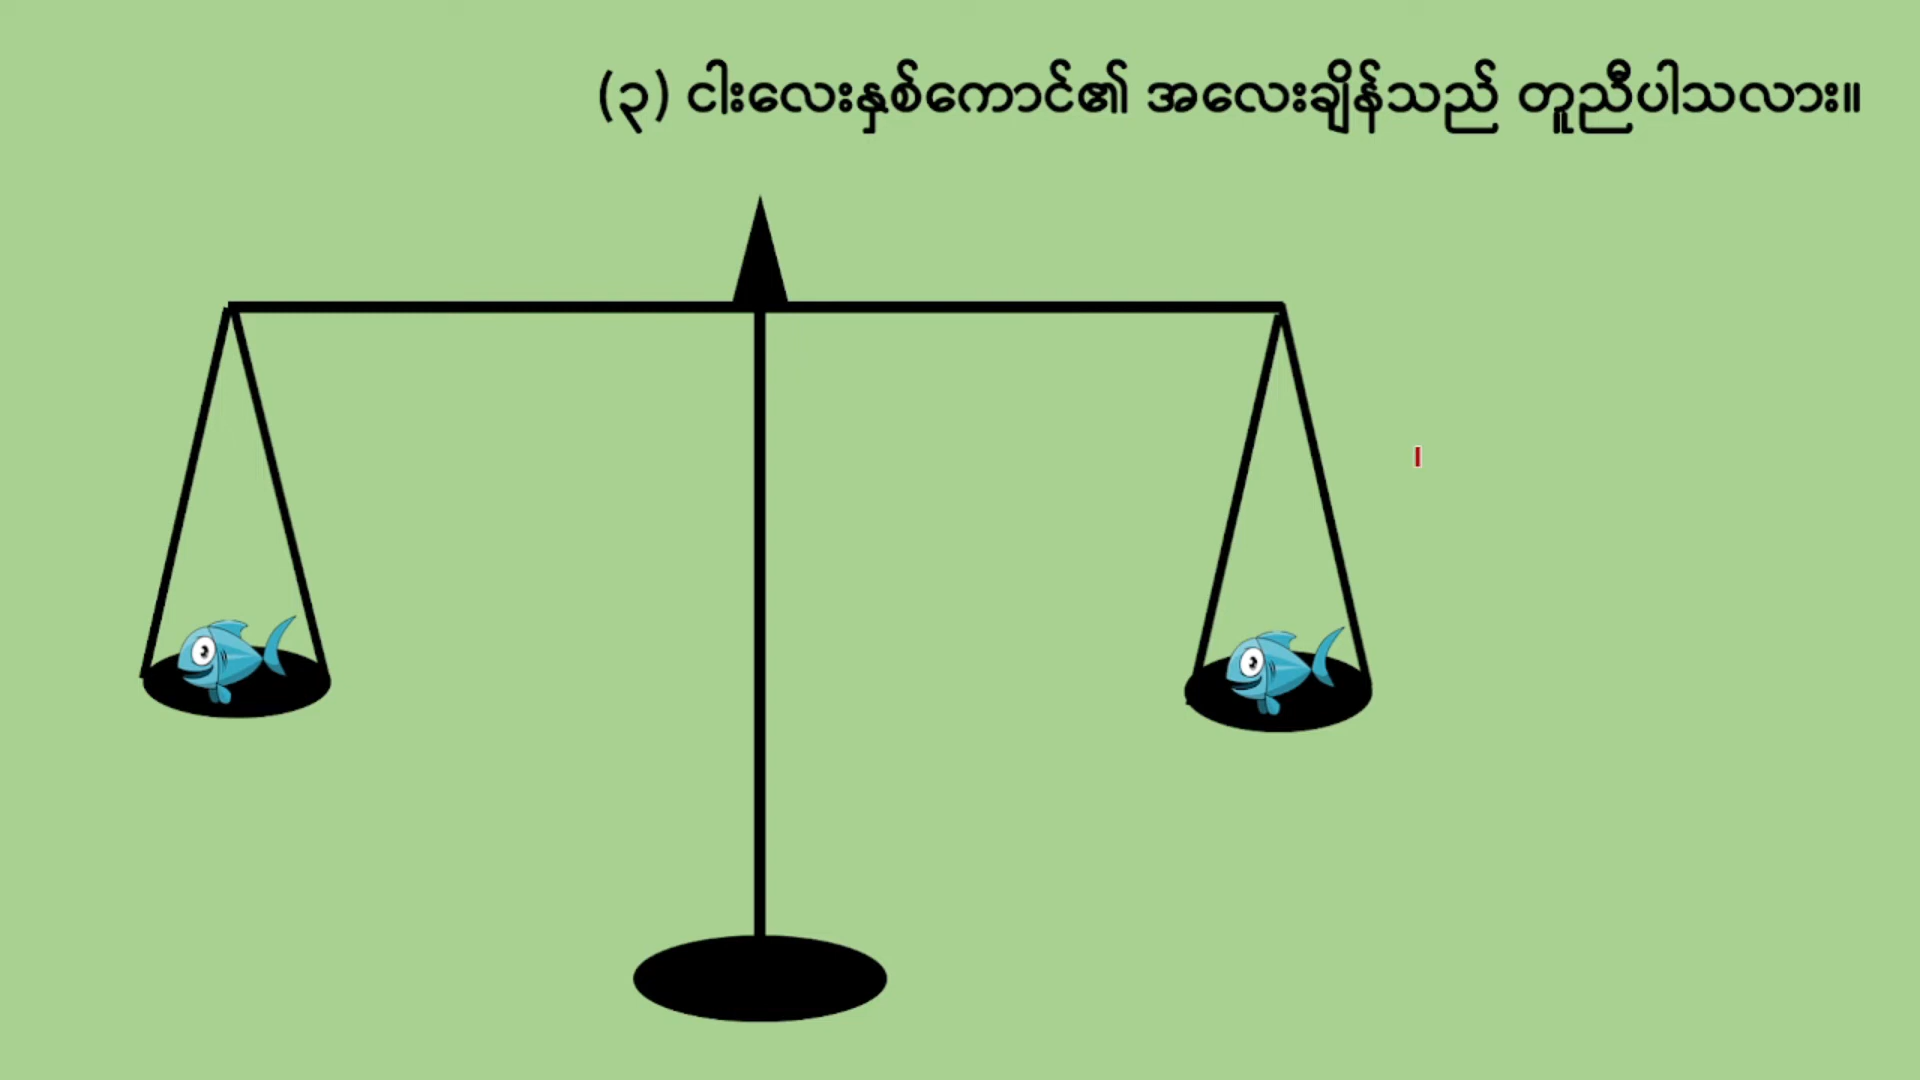 (၃) ငါးလေးနှစ်ကောင်၏ အလေးချိန်သည် တူညီပါသလား။